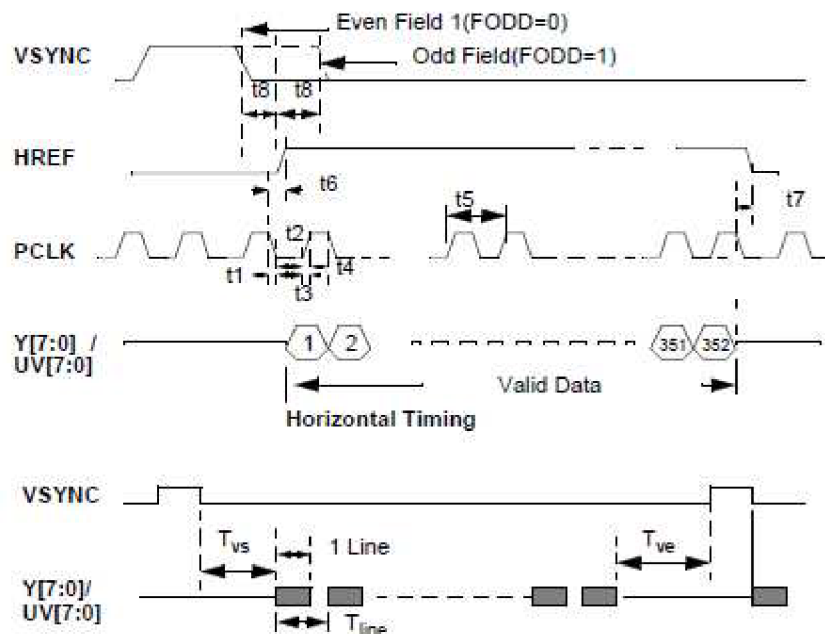 Even Field 1(FODD=0)
VSYNC
Odd Field(FODD=1)
t8 t8
HREF
t6
t5
t7
PCLK
t2
t1
t4
t3
Y[7:0] /
UV[7:0]
1 2 351 352
Valid Data
Horizontal Timing
VSYNC
Tvs
1 Line
Tve
Y[7:0]/
UV[7:0]
Tline